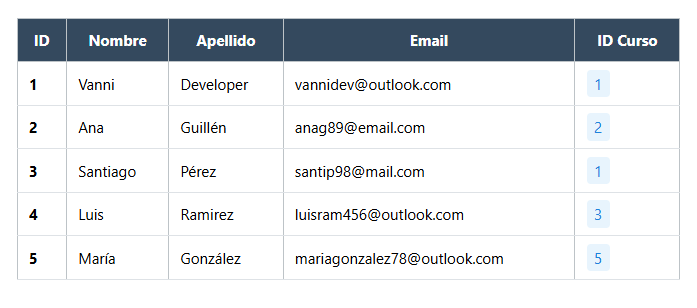 ID Nombre Apellido Email ID Curso
1 Vanni Developer vannidev@outlook.com 1
2 Ana Guillén anag89@email.com 2
3 Santiago Pérez santip98@mail.com 1
4 Luis Ramirez luisram456@outlook.com 3
5 María González mariagonzalez78@outlook.com 5